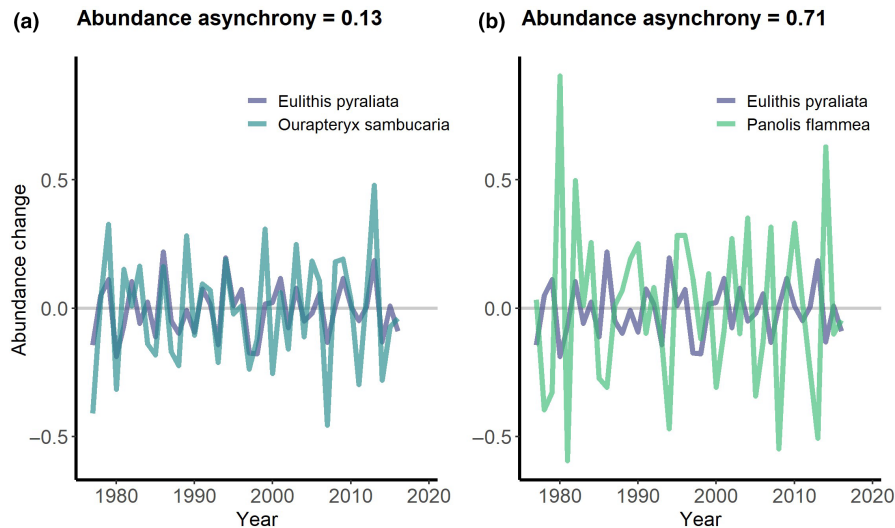 (a) Abundance asynchrony = 0.13
Eulithis pyraliata
Ourapteryx sambucaria
0.5
0.0
−0.5
Abundance change
1980 1990 2000 2010 2020
Year
(b) Abundance asynchrony = 0.71
Eulithis pyraliata
Panolis flammea
0.5
0.0
−0.5
1980 1990 2000 2010 2020
Year